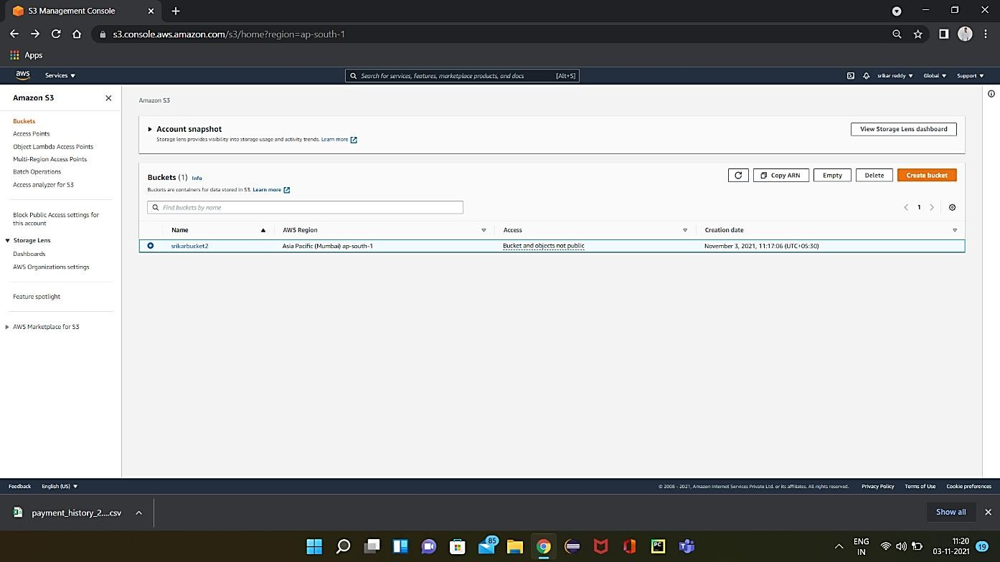 S3 Management Console
s3.console.aws.amazon.com/s3/home?region=ap-south-1
Apps
aws Services Search for services, features, marketplace products, and docs [Alt+S] srikar reddy Global Support
Amazon S3
Buckets
Access Points
Object Lambda Access Points
Multi-Region Access Points
Batch Operations
Access analyzer for S3
Block Public Access settings for
this account
Storage Lens
Dashboards
AWS Organizations settings
Feature spotlight
AWS Marketplace for S3
Amazon S3
Account snapshot
Storage lens provides visibility into storage usage and activity trends. Learn more
View Storage Lens dashboard
Buckets (1) Info
Buckets are containers for data stored in S3. Learn more
Copy ARN Empty Delete Create bucket
Find buckets by name
1
Name AWS Region Access Creation date
srikarbucket2 Asia Pacific (Mumbai) ap-south-1 Bucket and objects not public November 3, 2021, 11:17:06 (UTC+05:30)
Feedback English (US) © 2008 - 2021, Amazon Internet Services Private Ltd. or its affiliates. All rights reserved. Privacy Policy Terms of Use Cookie preferences
payment_history_2....csv Show all
85
PC
ENG
IN
11:20
03-11-2021
19